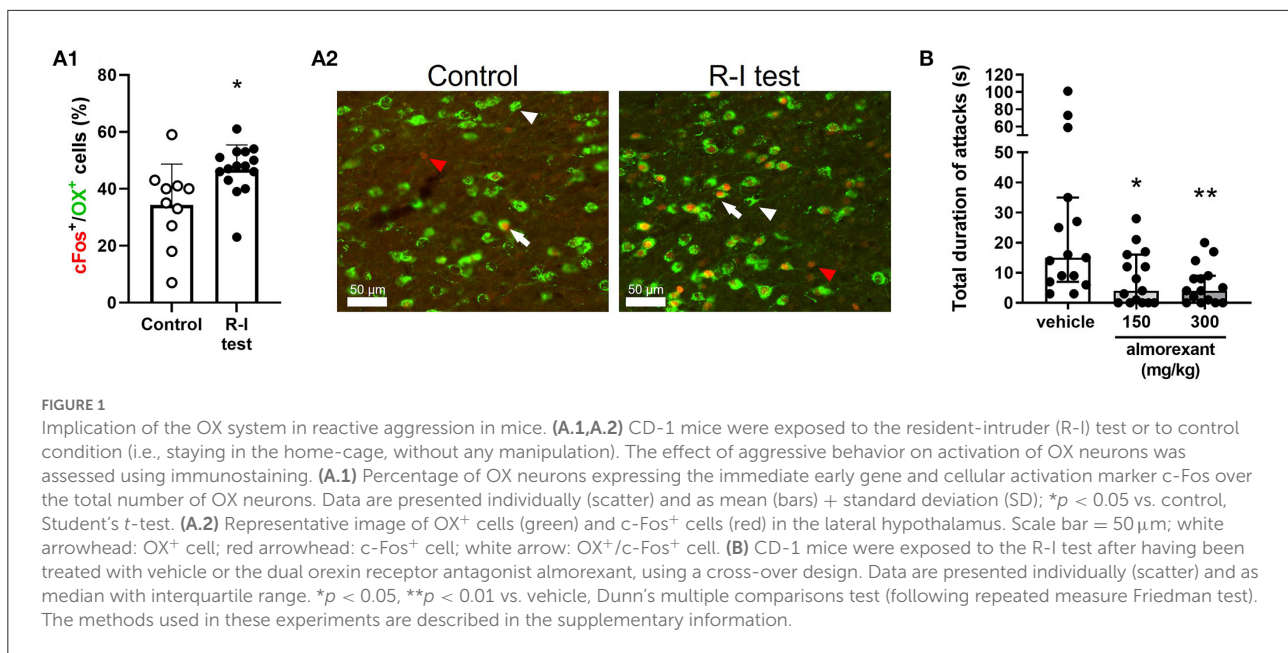 A1
80
60
40
20
0
cFos⁺/OX⁺ cells (%)
*
Control
R-I
test
A2
Control
R-I test
50 µm
50 µm
B
Total duration of attacks (s)
120
100
80
60
50
40
30
20
10
0
*
**
vehicle
150
300
almorexant
(mg/kg)
FIGURE 1
Implication of the OX system in reactive aggression in mice. (A.1,A.2) CD-1 mice were exposed to the resident-intruder (R-I) test or to control
condition (i.e., staying in the home-cage, without any manipulation). The effect of aggressive behavior on activation of OX neurons was
assessed using immunostaining. (A.1) Percentage of OX neurons expressing the immediate early gene and cellular activation marker c-Fos over
the total number of OX neurons. Data are presented individually (scatter) and as mean (bars) + standard deviation (SD); *p < 0.05 vs. control,
Student's t-test. (A.2) Representative image of OX⁺ cells (green) and c-Fos⁺ cells (red) in the lateral hypothalamus. Scale bar = 50 µm; white
arrowhead: OX⁺ cell; red arrowhead: c-Fos⁺ cell; white arrow: OX⁺/c-Fos⁺ cell. (B) CD-1 mice were exposed to the R-I test after having been
treated with vehicle or the dual orexin receptor antagonist almorexant, using a cross-over design. Data are presented individually (scatter) and as
median with interquartile range. *p < 0.05, **p < 0.01 vs. vehicle, Dunn's multiple comparisons test (following repeated measure Friedman test).
The methods used in these experiments are described in the supplementary information.